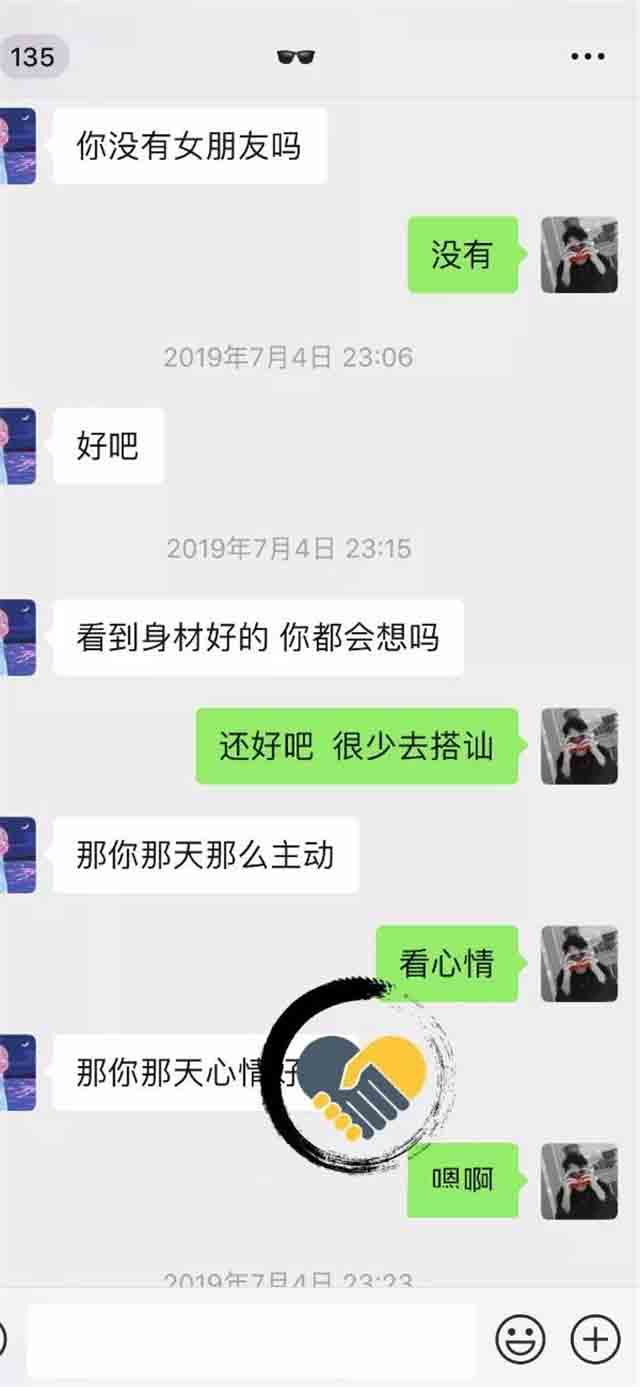 135
你没有女朋友吗
没有
2019年7月4日 23:06
好吧
2019年7月4日 23:15
看到身材好的 你都会想吗
还好吧 很少去搭讪
那你那天那么主动
看心情
那你那天心情好
嗯啊
2019年7月4日 23:23